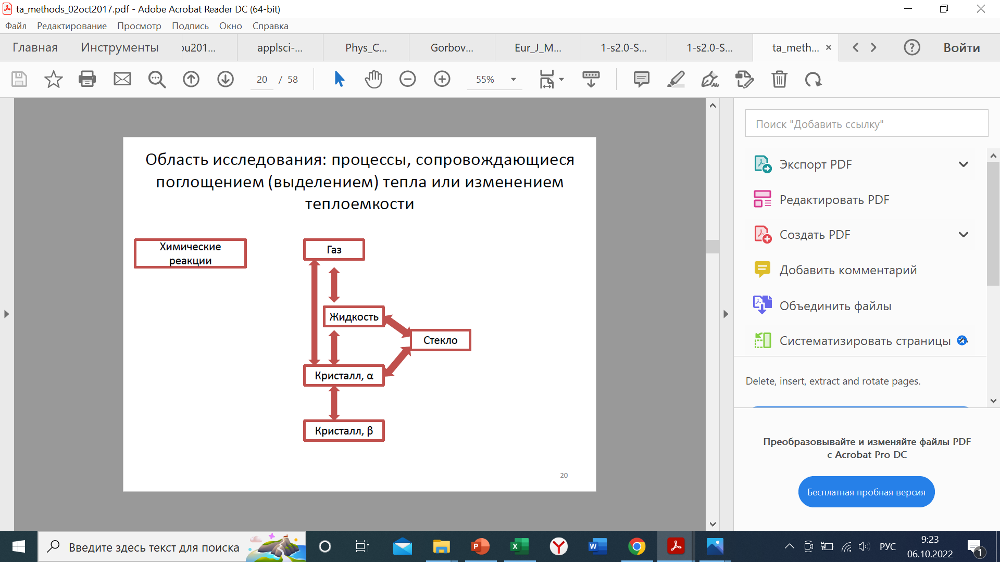 ta_methods_02oct2017.pdf - Adobe Acrobat Reader DC (64-bit)
Файл Редактирование Просмотр Подпись Окно Справка
Главная Инструменты ou201... applsci-... Phys_C... Gorbov... Eur_J_M... 1-s2.0-S... 1-s2.0-S... ta_meth... Войти
20 / 58 55%
Область исследования: процессы, сопровождающиеся
поглощением (выделением) тепла или изменением
теплоемкости
Химические
реакции
Газ
Жидкость
Стекло
Кристалл, α
Кристалл, β
20
Поиск "Добавить ссылку"
Экспорт PDF
Редактировать PDF
Создать PDF
Добавить комментарий
Объединить файлы
Систематизировать страницы
Delete, insert, extract and rotate pages.
Преобразовывайте и изменяйте файлы PDF
с Acrobat Pro DC
Бесплатная пробная версия
Введите здесь текст для поиска
РУС
9:23
06.10.2022
1